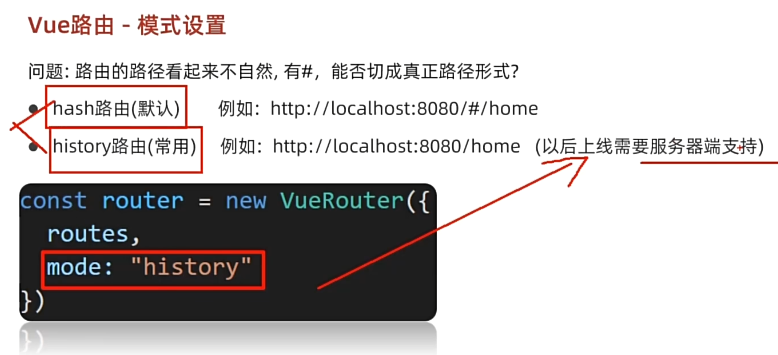 Vue路由 - 模式设置
问题: 路由的路径看起来不自然, 有#，能否切成真正路径形式?
● hash路由(默认) 例如：http://localhost:8080/#/home
● history路由(常用) 例如：http://localhost:8080/home (以后上线需要服务器端支持)
const router = new VueRouter({
routes,
mode: "history"
})